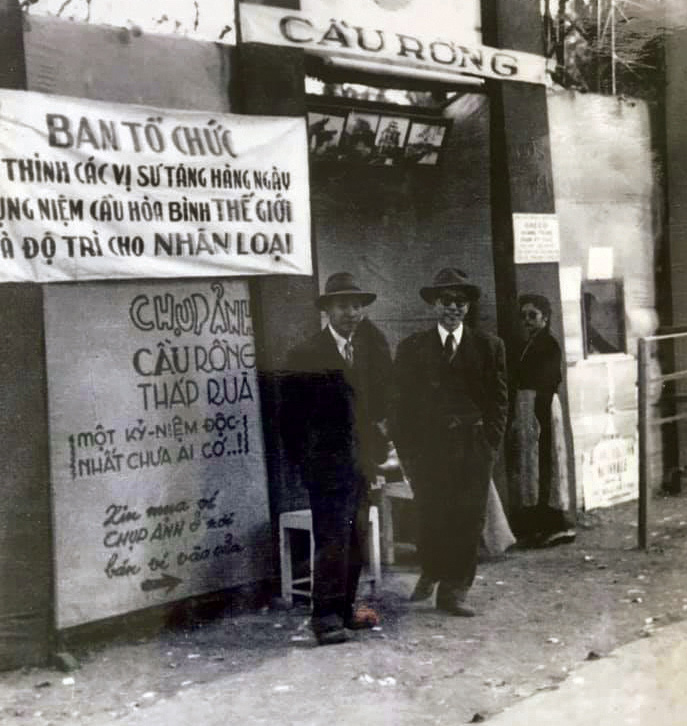 CẦU RỒNG
BAN TỔ CHỨC
THỈNH CÁC VỊ SƯ TĂNG HÀNG NGÀY
NIỆM CẦU HÒA BÌNH THẾ GIỚI
ĐỘ TRÌ CHO NHÂN LOẠI
CHỤP ẢNH
CẦU RỒNG
THÁP RUÀ
MỘT KỶ-NIỆM ĐỘC-
NHẤT CHƯA AI CÓ..!!
Xin mua vé
CHỤP ẢNH ở nơi
bán vé vào cửa